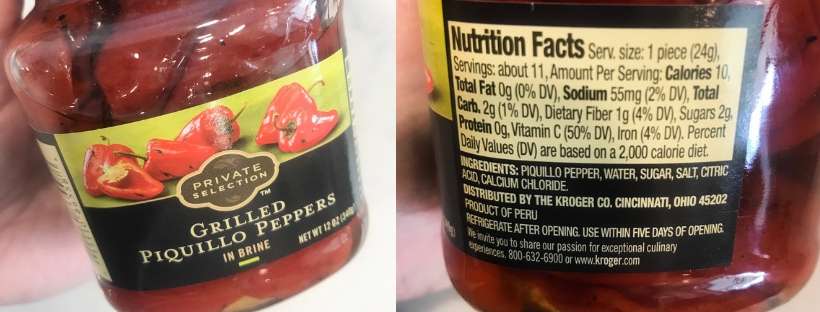 PRIVATE
SELECTION™
GRILLED
PIQUILLO PEPPERS
IN BRINE
NET WT 12 OZ (340g)
Nutrition Facts Serv. size: 1 piece (24g),
Servings: about 11, Amount Per Serving: Calories 10,
Total Fat 0g (0% DV), Sodium 55mg (2% DV), Total
Carb. 2g (1% DV), Dietary Fiber 1g (4% DV), Sugars 2g,
Protein 0g, Vitamin C (50% DV), Iron (4% DV). Percent
Daily Values (DV) are based on a 2,000 calorie diet.
INGREDIENTS: PIQUILLO PEPPER, WATER, SUGAR, SALT, CITRIC
ACID, CALCIUM CHLORIDE.
DISTRIBUTED BY THE KROGER CO. CINCINNATI, OHIO 45202
PRODUCT OF PERU
REFRIGERATE AFTER OPENING. USE WITHIN FIVE DAYS OF OPENING.
We invite you to share our passion for exceptional culinary
experiences. 800-632-6900 or www.kroger.com